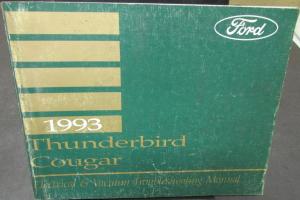 Ford
1993
Thunderbird
Cougar
Electrical & Vacuum Troubleshooting Manual